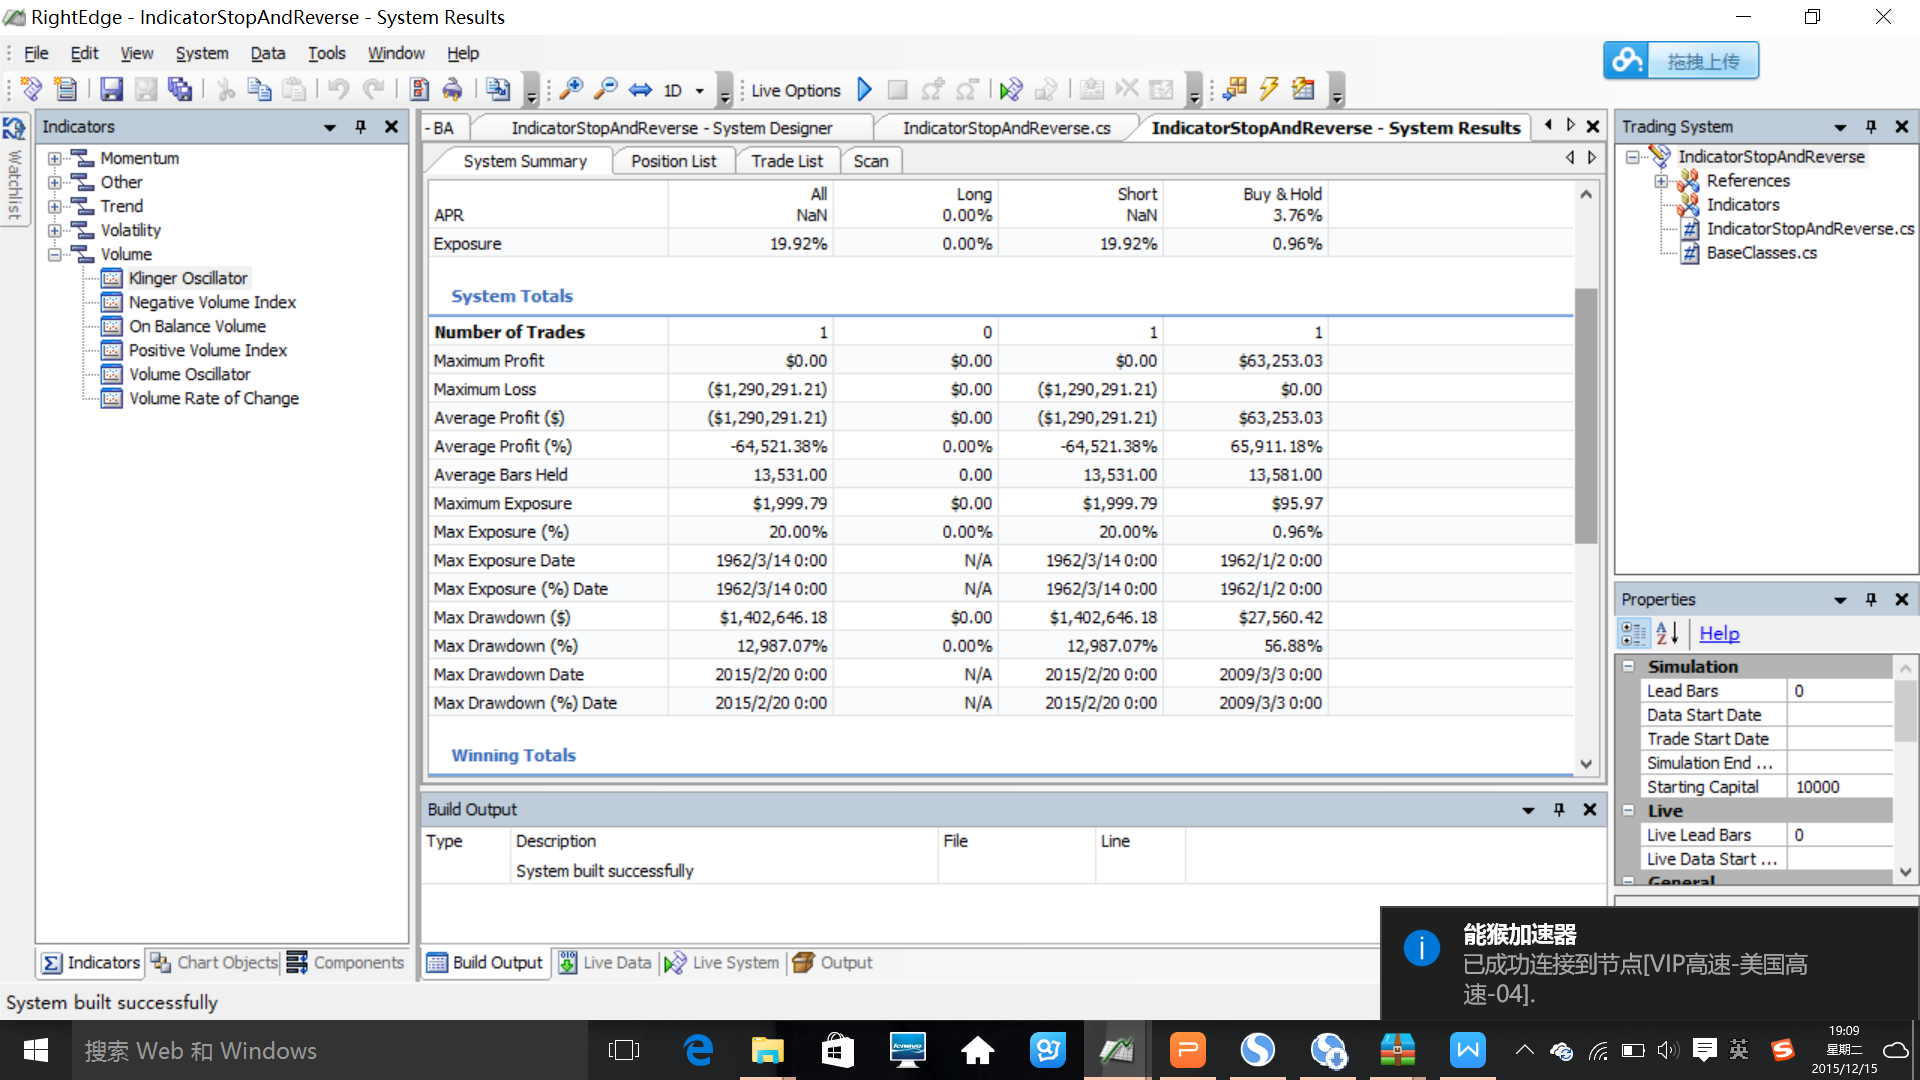 RightEdge - IndicatorStopAndReverse - System Results
File Edit View System Data Tools Window Help
拖拽上传
1D Live Options
Watchlist
Indicators
Momentum
Other
Trend
Volatility
Volume
Klinger Oscillator
Negative Volume Index
On Balance Volume
Positive Volume Index
Volume Oscillator
Volume Rate of Change
Indicators Chart Objects Components
- BA IndicatorStopAndReverse - System Designer IndicatorStopAndReverse.cs IndicatorStopAndReverse - System Results
System Summary Position List Trade List Scan
All Long Short Buy & Hold
APR NaN 0.00% NaN 3.76%
Exposure 19.92% 0.00% 19.92% 0.96%
System Totals
Number of Trades 1 0 1 1
Maximum Profit $0.00 $0.00 $0.00 $63,253.03
Maximum Loss ($1,290,291.21) $0.00 ($1,290,291.21) $0.00
Average Profit ($) ($1,290,291.21) $0.00 ($1,290,291.21) $63,253.03
Average Profit (%) -64,521.38% 0.00% -64,521.38% 65,911.18%
Average Bars Held 13,531.00 0.00 13,531.00 13,581.00
Maximum Exposure $1,999.79 $0.00 $1,999.79 $95.97
Max Exposure (%) 20.00% 0.00% 20.00% 0.96%
Max Exposure Date 1962/3/14 0:00 N/A 1962/3/14 0:00 1962/1/2 0:00
Max Exposure (%) Date 1962/3/14 0:00 N/A 1962/3/14 0:00 1962/1/2 0:00
Max Drawdown ($) $1,402,646.18 $0.00 $1,402,646.18 $27,560.42
Max Drawdown (%) 12,987.07% 0.00% 12,987.07% 56.88%
Max Drawdown Date 2015/2/20 0:00 N/A 2015/2/20 0:00 2009/3/3 0:00
Max Drawdown (%) Date 2015/2/20 0:00 N/A 2015/2/20 0:00 2009/3/3 0:00
Winning Totals
Build Output
Type Description File Line
System built successfully
Build Output Live Data Live System Output
Trading System
IndicatorStopAndReverse
References
Indicators
IndicatorStopAndReverse.cs
BaseClasses.cs
Properties
Help
Simulation
Lead Bars 0
Data Start Date
Trade Start Date
Simulation End ...
Starting Capital 10000
Live
Live Lead Bars 0
Live Data Start ...
General
能猴加速器
已成功连接到节点[VIP高速-美国高
速-04].
System built successfully
搜索 Web 和 Windows
英
19:09
星期二
2015/12/15